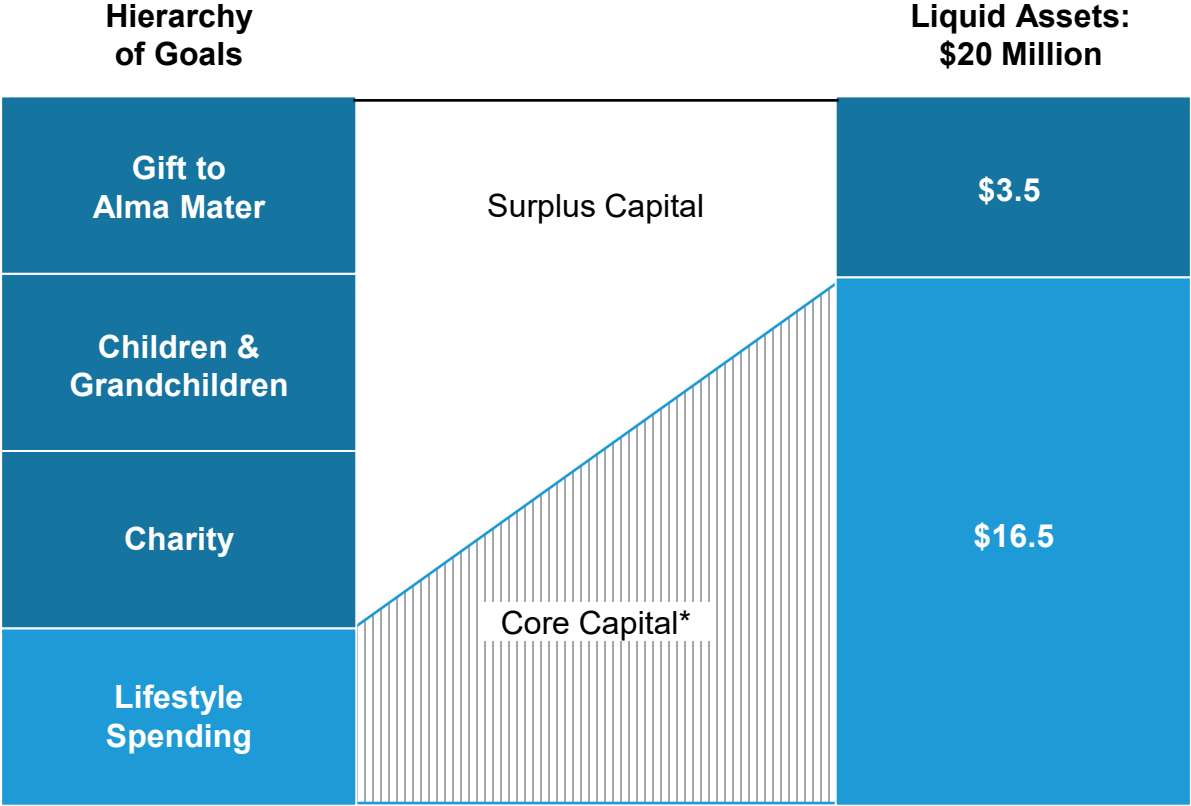 Hierarchy
of Goals
Liquid Assets:
$20 Million
Gift to
Alma Mater
Surplus Capital
$3.5
Children &
Grandchildren
Charity
$16.5
Core Capital*
Lifestyle
Spending